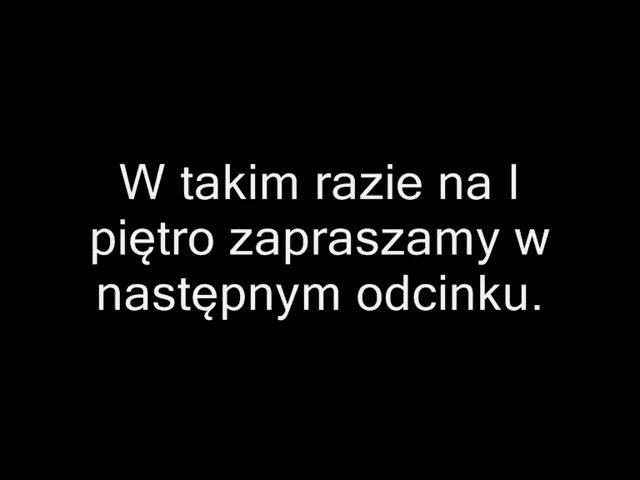 W takim razie na I
piętro zapraszamy w
następnym odcinku.